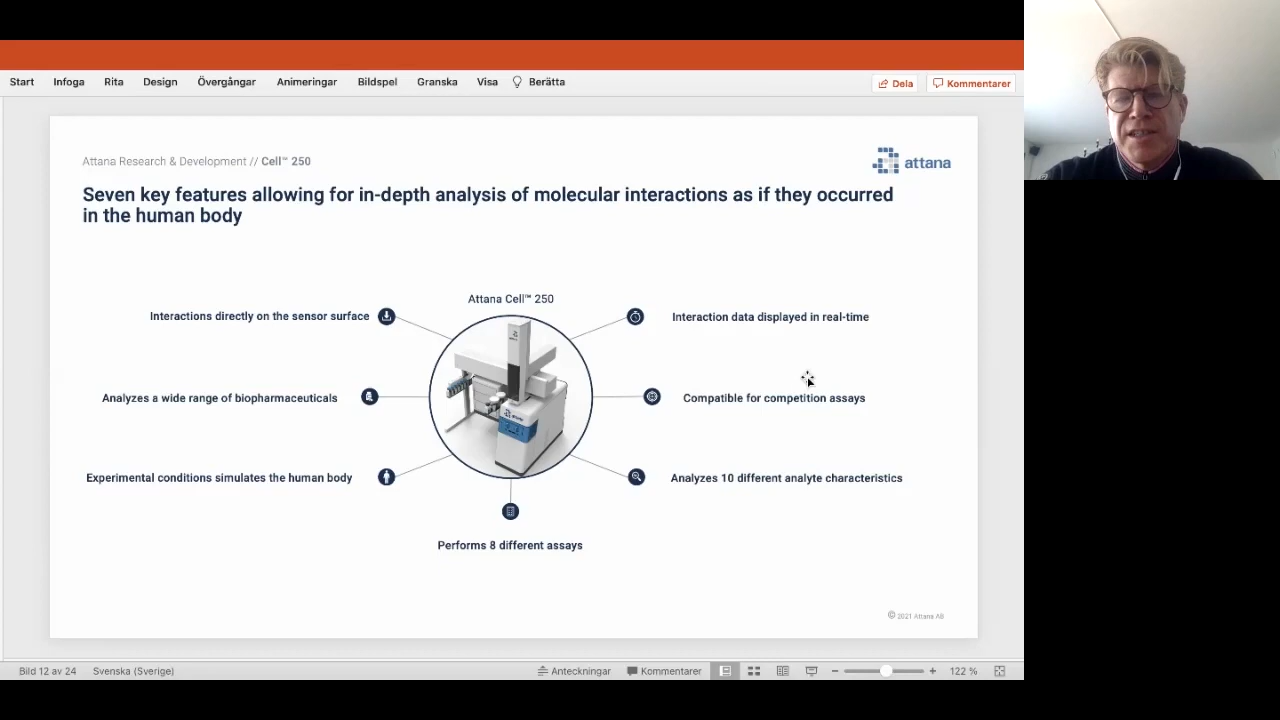 Start Infoga Rita Design Övergångar Animeringar Bildspel Granska Visa Berätta Dela Kommentarer
Attana Research & Development // Cell™ 250
attana
Seven key features allowing for in-depth analysis of molecular interactions as if they occurred
in the human body
Attana Cell™ 250
Interactions directly on the sensor surface
Interaction data displayed in real-time
Analyzes a wide range of biopharmaceuticals
Compatible for competition assays
Experimental conditions simulates the human body
Analyzes 10 different analyte characteristics
Performs 8 different assays
© 2021 Attana AB
Bild 12 av 24 Svenska (Sverige) Anteckningar Kommentarer 122 %